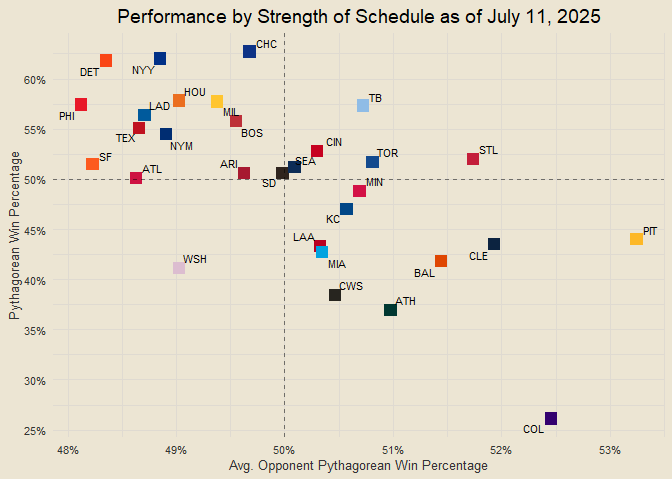 Performance by Strength of Schedule as of July 11, 2025
CHC
DET
NYY
60%
HOU
TB
PHI
LAD
MIL
55%
TEX
BOS
NYM
CIN
SF
SEA
TOR
STL
ATL
ARI
SD
50%
MIN
KC
45%
LAA
PIT
WSH
MIA
CLE
BAL
40%
CWS
ATH
35%
30%
COL
25%
48%
49%
50%
51%
52%
53%
Avg. Opponent Pythagorean Win Percentage
Pythagorean Win Percentage